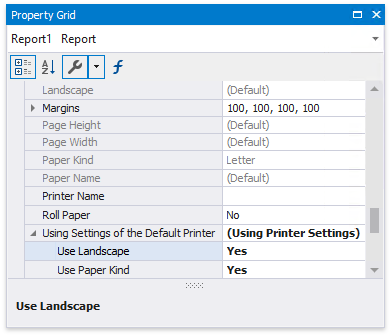 Property Grid
Report1 Report
A Z
Landscape (Default)
Margins 100, 100, 100, 100
Page Height (Default)
Page Width (Default)
Paper Kind Letter
Paper Name (Default)
Printer Name
Roll Paper No
Using Settings of the Default Printer (Using Printer Settings)
Use Landscape Yes
Use Paper Kind Yes
Use Landscape